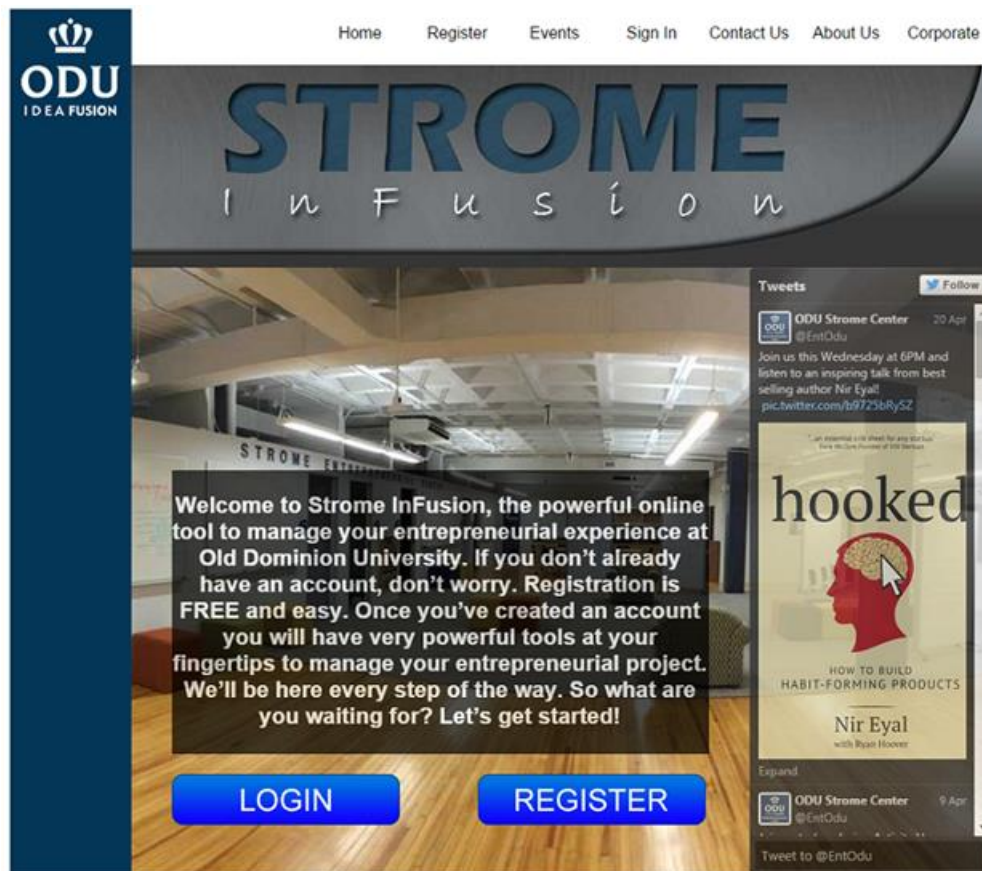 ODU
IDEA FUSION
Home Register Events Sign In Contact Us About Us Corporate
STROME
InFusion
STROME
Welcome to Strome InFusion, the powerful online
tool to manage your entrepreneurial experience at
Old Dominion University. If you don't already
have an account, don't worry. Registration is
FREE and easy. Once you've created an account
you will have very powerful tools at your
fingertips to manage your entrepreneurial project.
We'll be here every step of the way. So what are
you waiting for? Let's get started!
LOGIN REGISTER
Tweets Follow
ODU Strome Center 20 Apr
@EntOdu
Join us this Wednesday at 6PM and
listen to an inspiring talk from best
selling author Nir Eyal!
pic.twitter.com/b9725bRySZ
hooked
HOW TO BUILD
HABIT-FORMING PRODUCTS
Nir Eyal
with Ryan Hoover
Expand
ODU Strome Center 9 Apr
@EntOdu
Tweet to @EntOdu